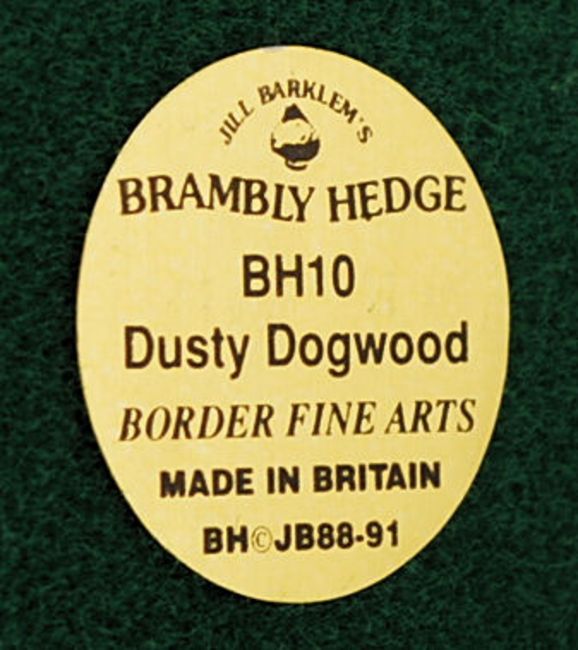 JILL BARKLEM'S
BRAMBLY HEDGE
BH10
Dusty Dogwood
BORDER FINE ARTS
MADE IN BRITAIN
BH©JB88-91